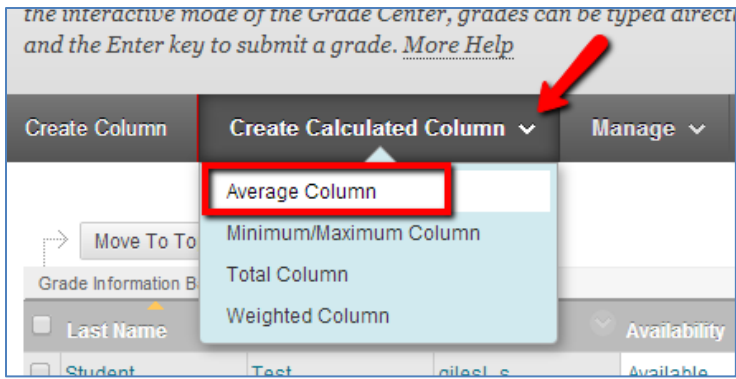 the interactive mode of the Grade Center, grades can be typed directl
and the Enter key to submit a grade. More Help
Create Column
Create Calculated Column
Manage
Average Column
Minimum/Maximum Column
Total Column
Weighted Column
Move To To
Grade Information B
Last Name
Availability
Student
Test
gilesl_s
Available